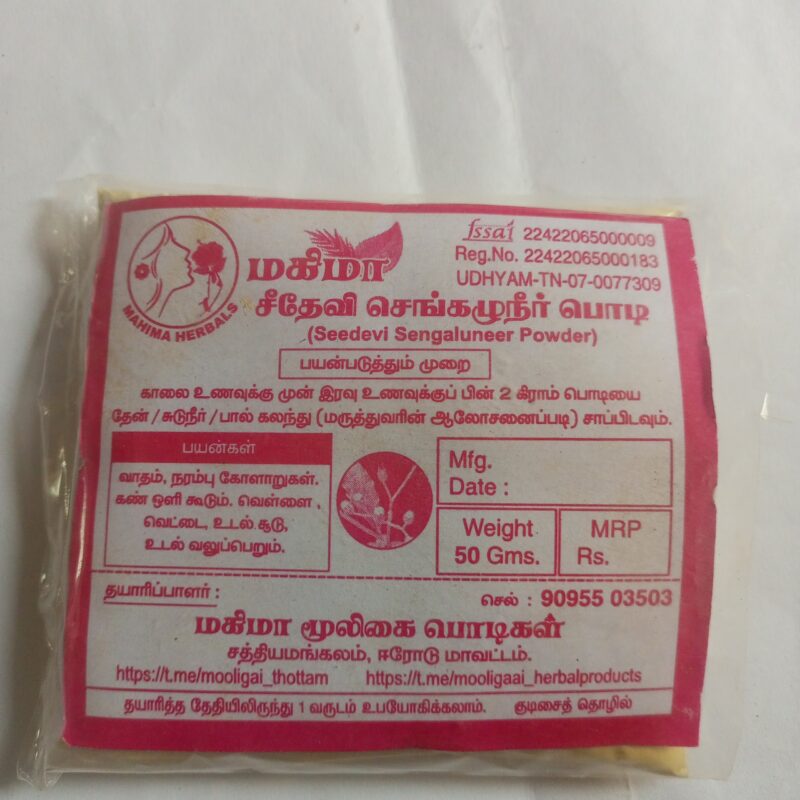 MAHIMA HERBALS
மகிமா
fssai 22422065000009
Reg.No. 22422065000183
UDHYAM-TN-07-0077309
சீதேவி செங்கழுநீர் பொடி
(Seedevi Sengaluneer Powder)
பயன்படுத்தும் முறை
காலை உணவுக்கு முன் இரவு உணவுக்குப் பின் 2 கிராம் பொடியை
தேன் / சுடுநீர் / பால் கலந்து (மருத்துவரின் ஆலோசனைப்படி) சாப்பிடவும்.
பயன்கள்
வாதம், நரம்பு கோளாறுகள்.
கண் ஒளி கூடும். வெள்ளை,
வெட்டை, உடல் சூடு,
உடல் வலுப்பெறும்.
Mfg.
Date :
Weight
50 Gms.
MRP
Rs.
தயாரிப்பாளர் :
செல் : 90955 03503
மகிமா மூலிகை பொடிகள்
சத்தியமங்கலம், ஈரோடு மாவட்டம்.
https://t.me/mooligai_thottam https://t.me/mooligaai_herbalproducts
தயாரித்த தேதியிலிருந்து 1 வருடம் உபயோகிக்கலாம். குடிசைத் தொழில்